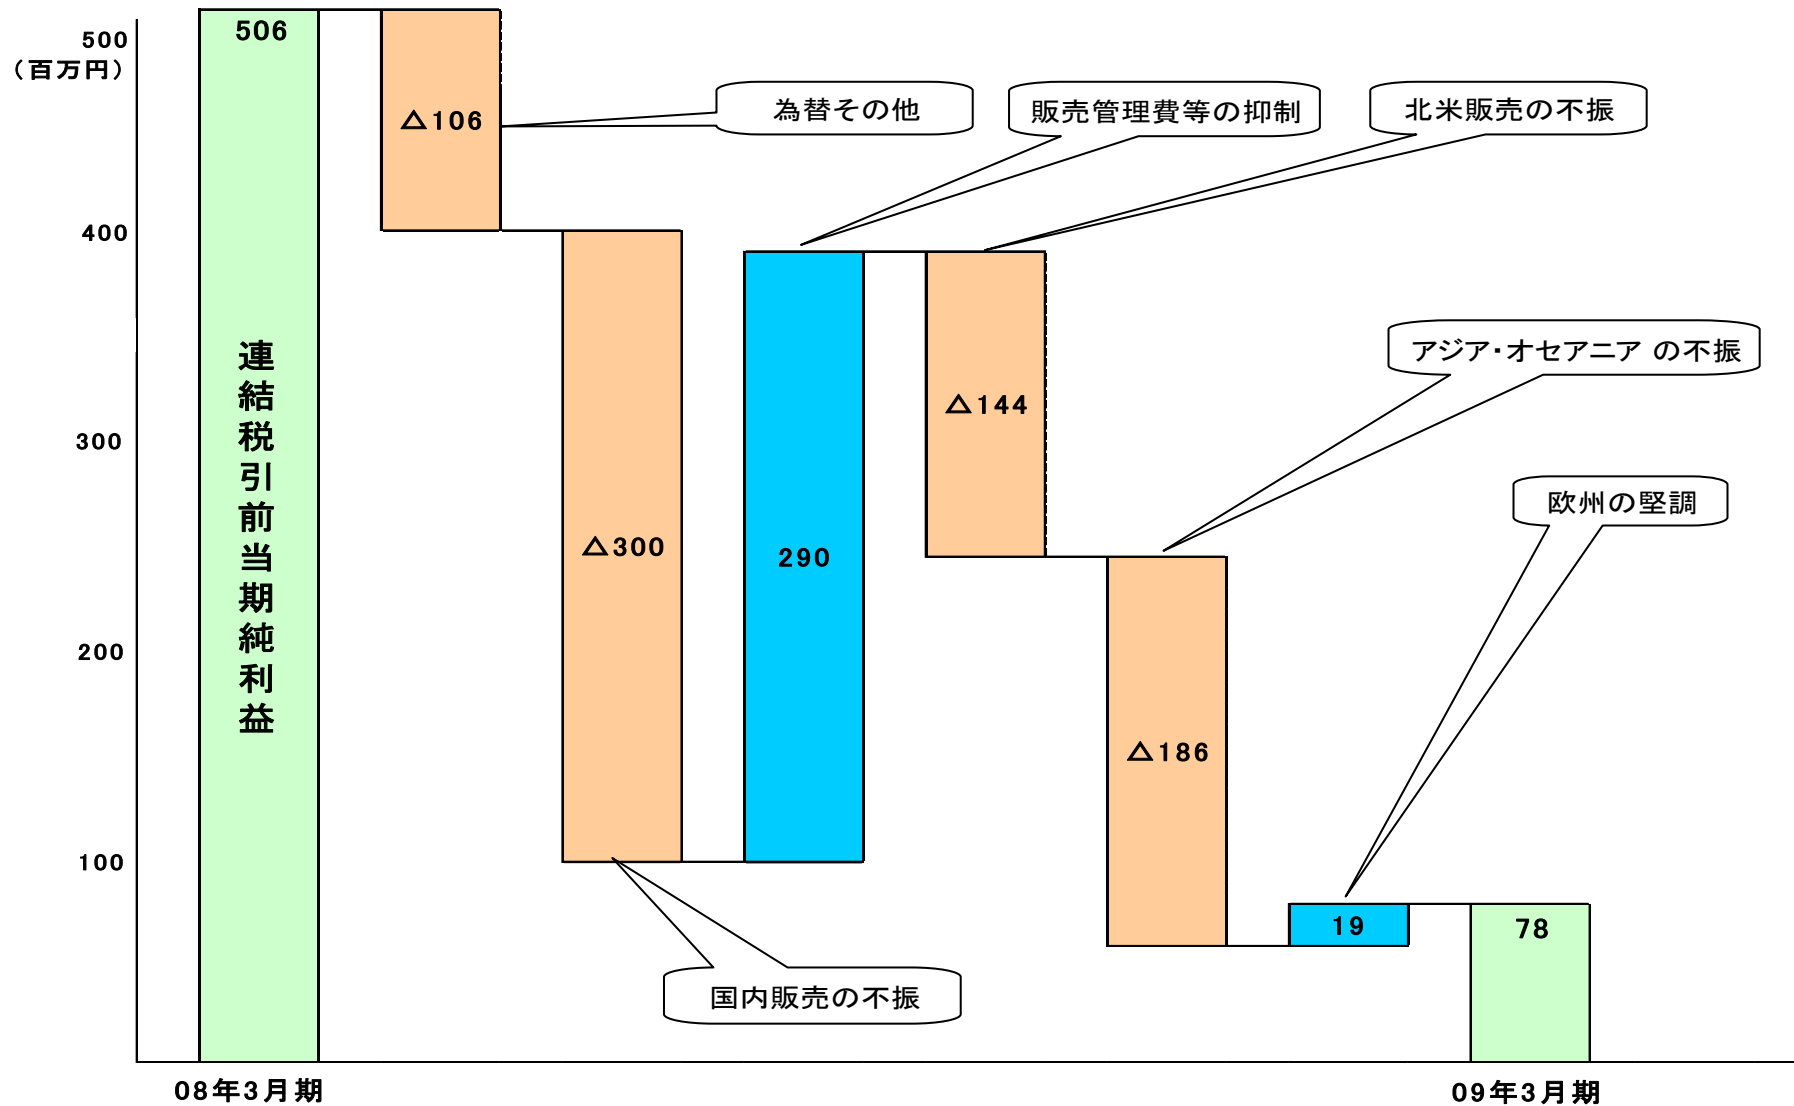 500
(百万円)
400
300
200
100
506
連結税引前当期純利益
△106
為替その他
△300
国内販売の不振
290
販売管理費等の抑制
△144
北米販売の不振
△186
アジア・オセアニア の不振
19
欧州の堅調
78
08年3月期
09年3月期